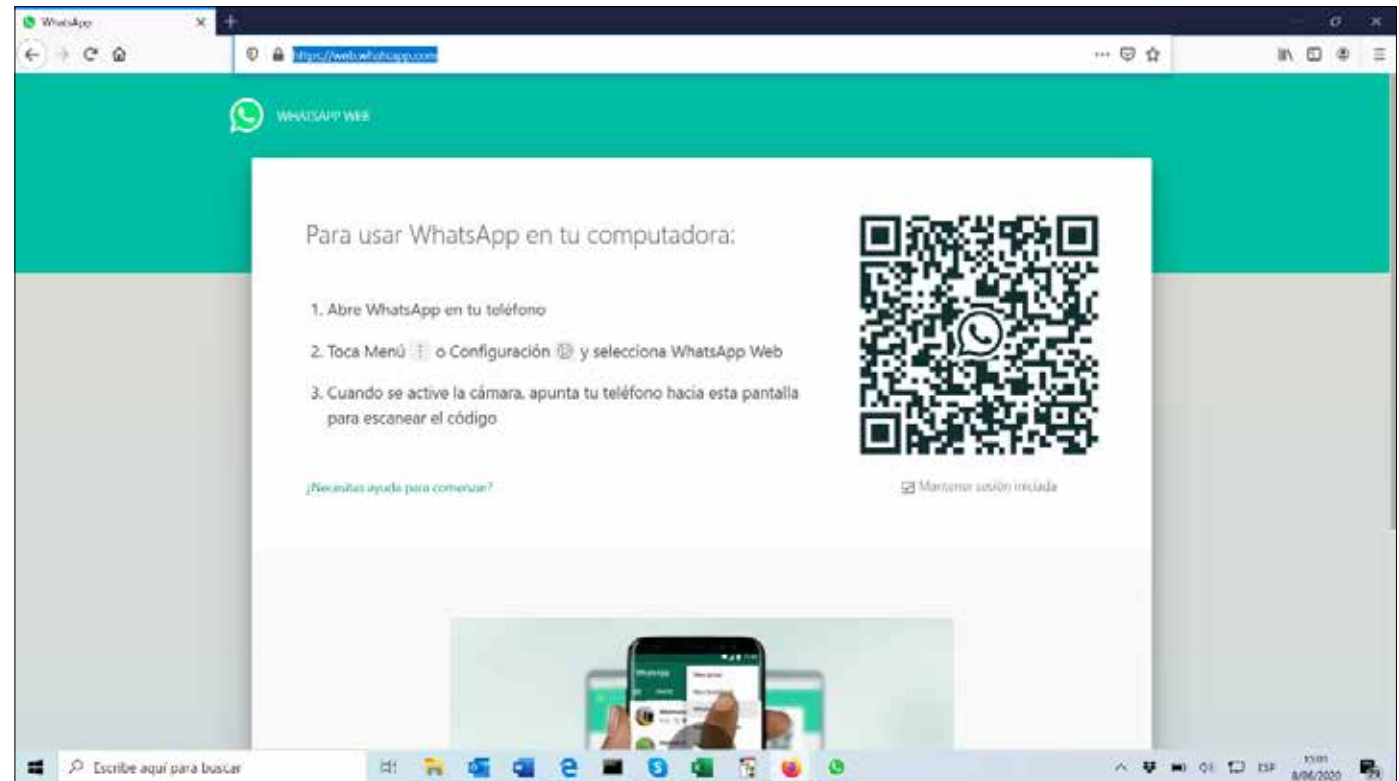 WhatsApp
https://web.whatsapp.com
WHATSAPP WEB
Para usar WhatsApp en tu computadora:
1. Abre WhatsApp en tu teléfono
2. Toca Menú o Configuración y selecciona WhatsApp Web
3. Cuando se active la cámara, apunta tu teléfono hacia esta pantalla
para escanear el código
¿Necesitas ayuda para comenzar?
Mantener sesión iniciada
WhatsApp
Escribe aquí para buscar
ESP
15:01
8/06/2020